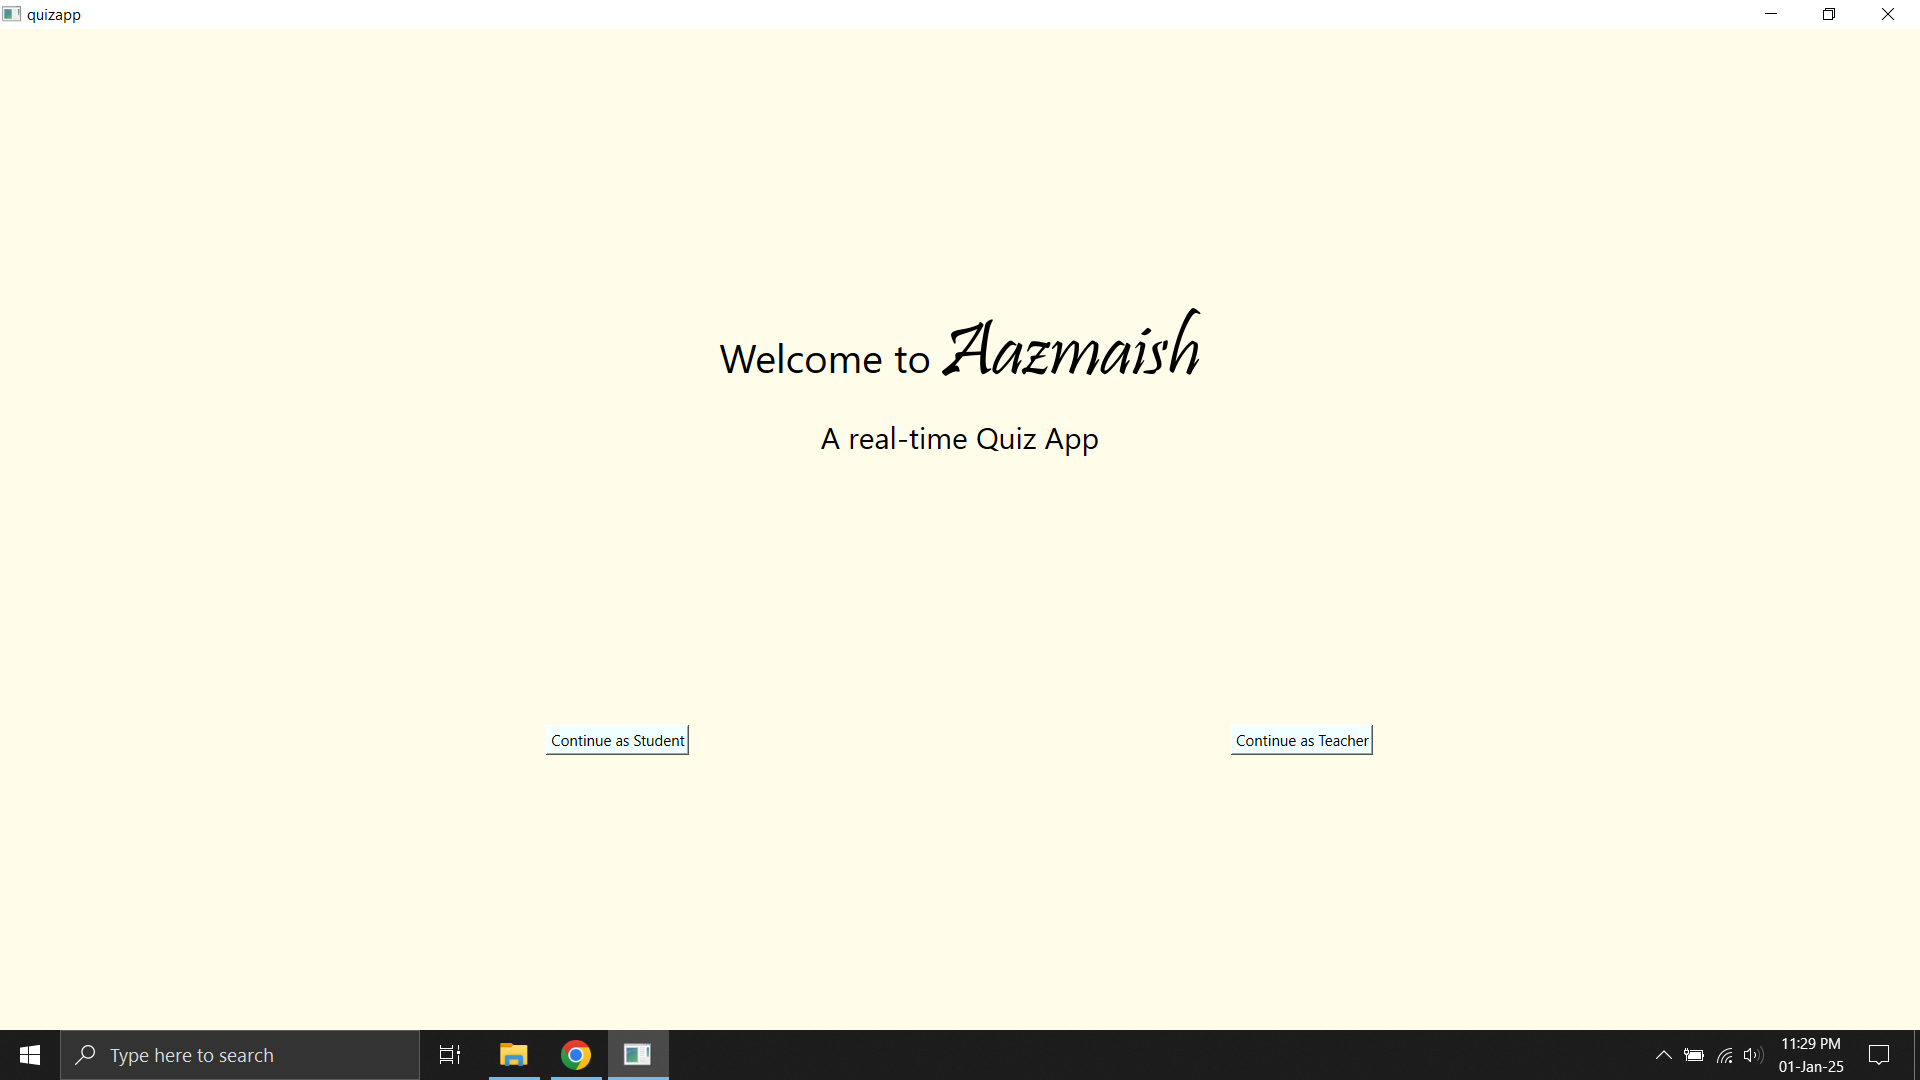 quizapp
Welcome to Aazmaish
A real-time Quiz App
Continue as Student
Continue as Teacher
Type here to search
11:29 PM
01-Jan-25